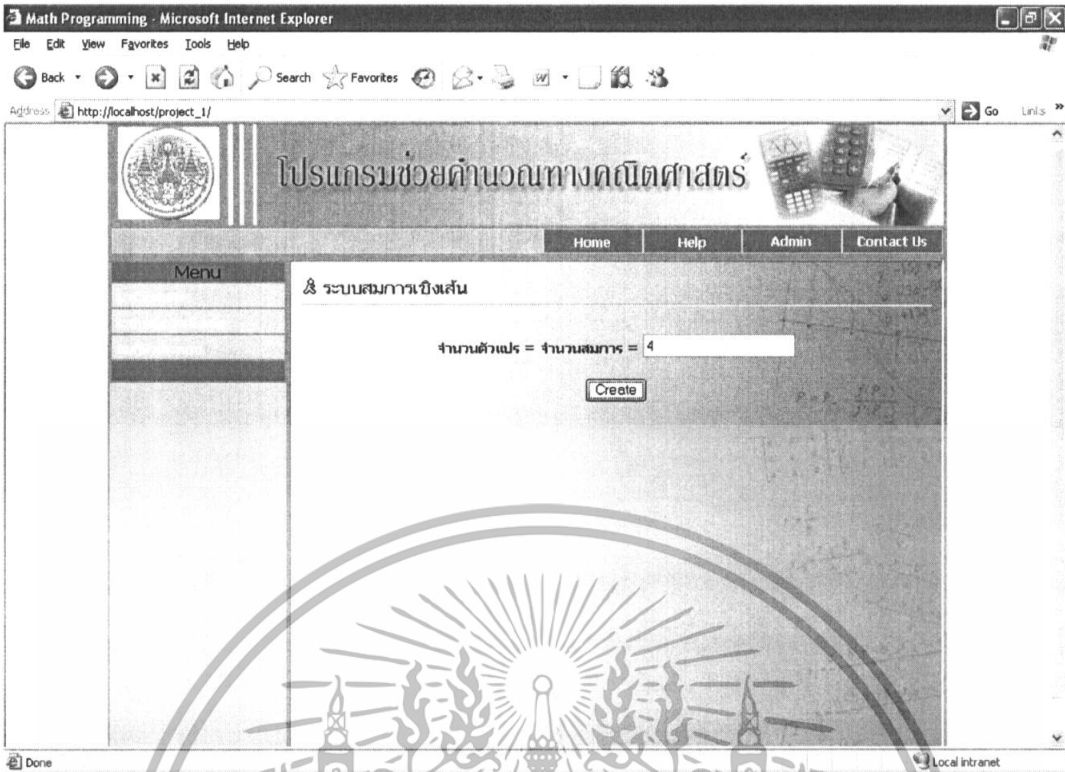 Math Programming - Microsoft Internet Explorer
File Edit View Favorites Tools Help
Back Search Favorites
Address http://localhost/project_1/ Go Links »
โปรแกรมช่วยคำนวณทางคณิตศาสตร์
Home Help Admin Contact Us
Menu
ระบบสมการเชิงเส้น
จำนวนตัวแปร = จำนวนสมการ = 4
Create
Done
Local intranet